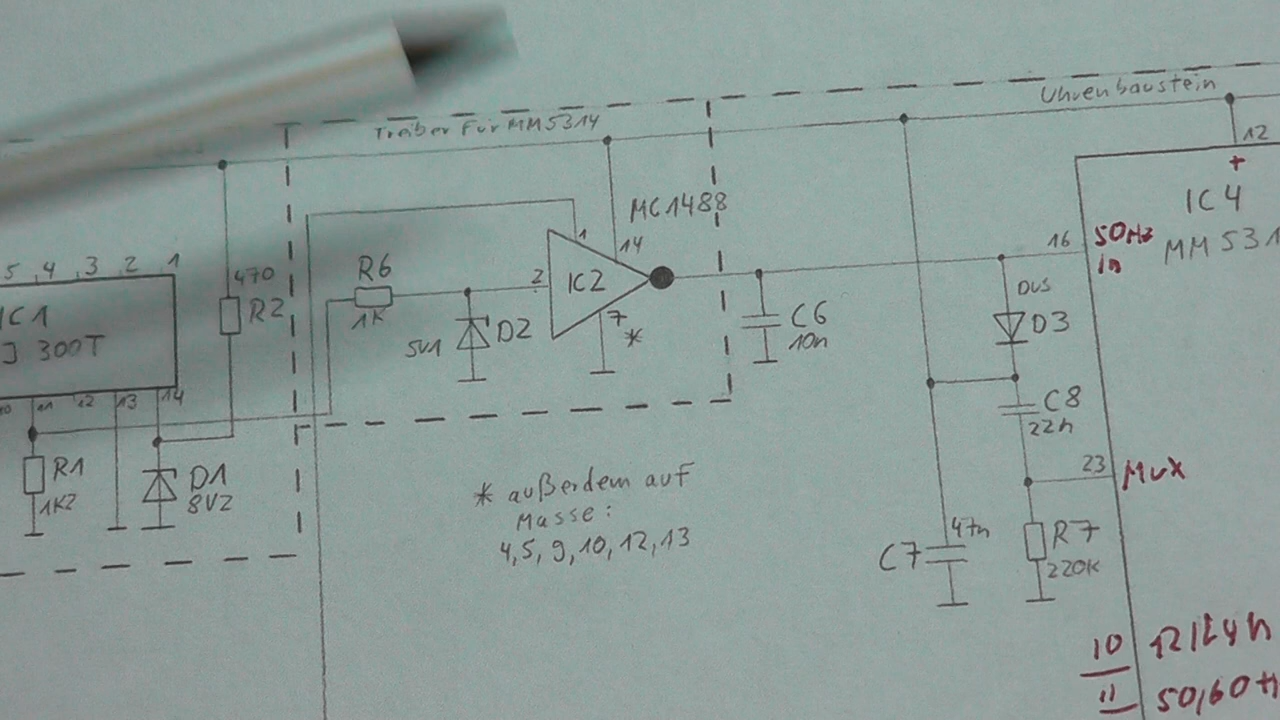 Treiber für MM5314
Uhrenbaustein
12
+
IC4
MM 531
MC1488
1
14
2
IC2
7
*
R6
1K
5V1
D2
C6
10n
16
50Hz
in
DUS
D3
C8
22n
23
MUX
47n
C7
R7
220K
5 4 3 2 1
C1
J 300T
11 12 13 14
470
R2
R1
1K2
D1
8V2
* außerdem auf
Masse:
4,5, 9,10,12,13
10 12/24h
11 50/60H